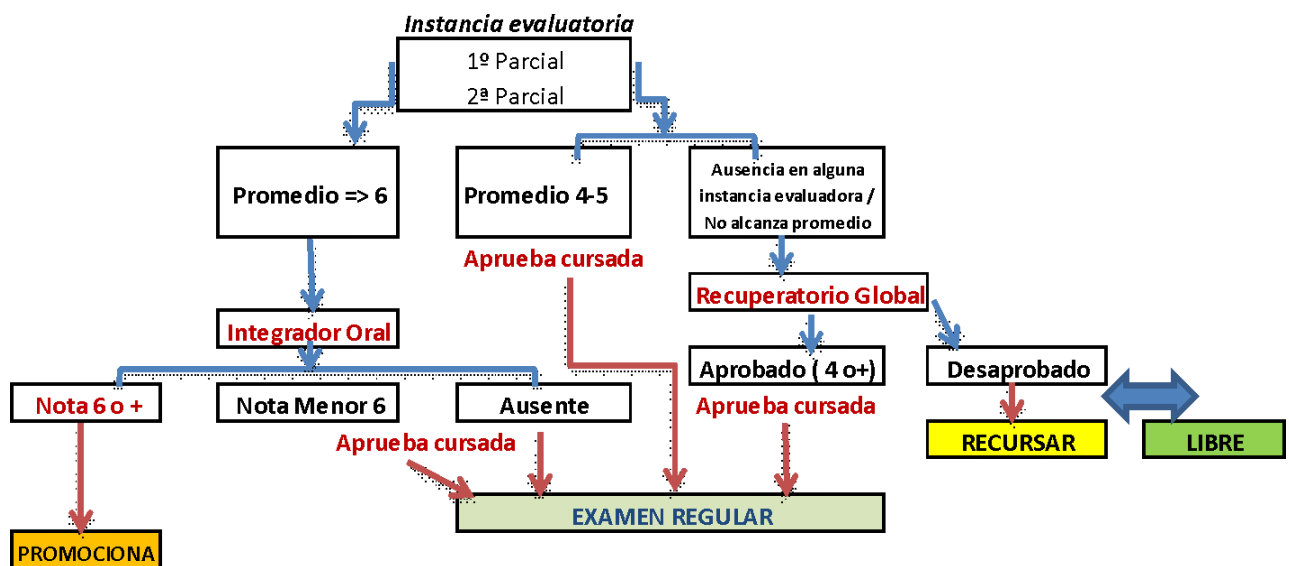 Instancia evaluatoria
1º Parcial
2ª Parcial
Promedio => 6
Promedio 4-5
Ausencia en alguna
instancia evaluadora /
No alcanza promedio
Aprueba cursada
Recuperatorio Global
Integrador Oral
Aprobado ( 4 o+)
Desaprobado
Nota 6 o +
Nota Menor 6
Ausente
Aprueba cursada
Aprueba cursada
RECURSAR
LIBRE
EXAMEN REGULAR
PROMOCIONA